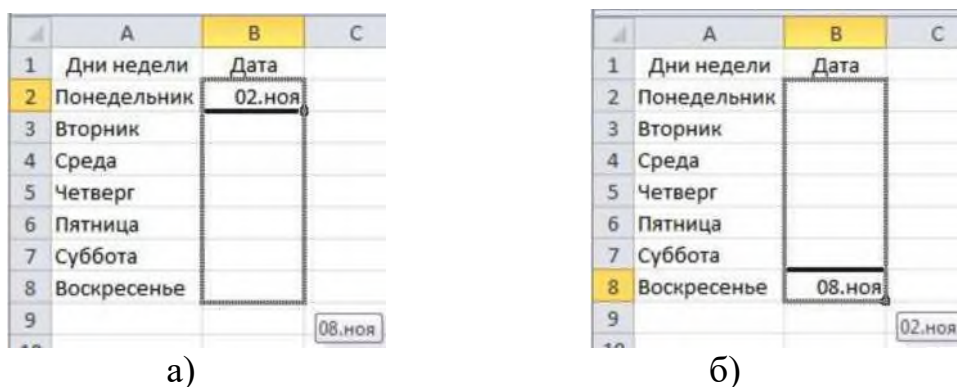 A B C
1 Дни недели Дата
2 Понедельник 02.ноя
3 Вторник
4 Среда
5 Четверг
6 Пятница
7 Суббота
8 Воскресенье
9 08.ноя
а)
A B C
1 Дни недели Дата
2 Понедельник
3 Вторник
4 Среда
5 Четверг
6 Пятница
7 Суббота
8 Воскресенье 08.ноя
9 02.ноя
б)